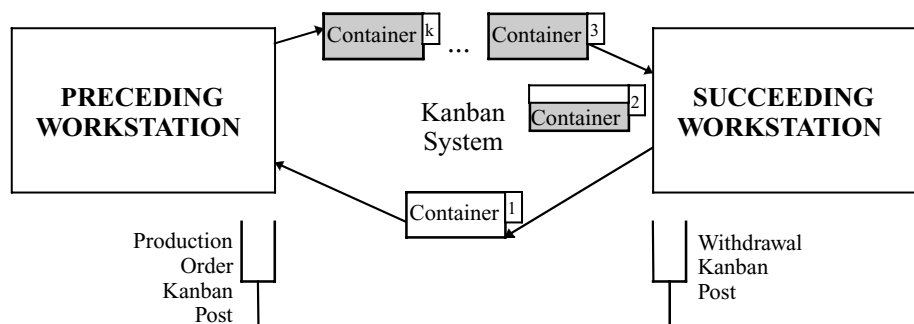 Container k ... Container 3
PRECEDING
WORKSTATION
Kanban
System
Container 2
SUCCEEDING
WORKSTATION
Container 1
Production
Order
Kanban
Post
Withdrawal
Kanban
Post